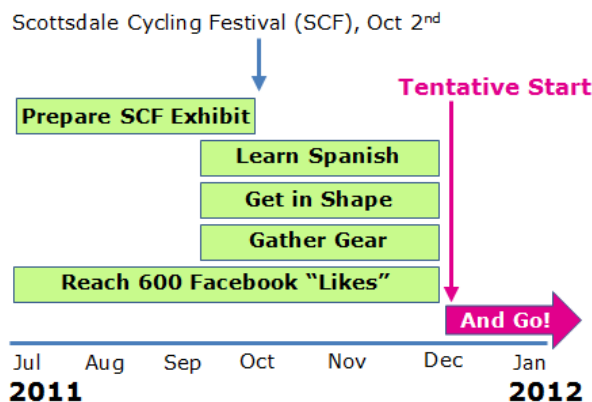 Scottsdale Cycling Festival (SCF), Oct 2nd
Tentative Start
Prepare SCF Exhibit
Learn Spanish
Get in Shape
Gather Gear
Reach 600 Facebook “Likes”
And Go!
Jul Aug Sep Oct Nov Dec Jan
2011 2012